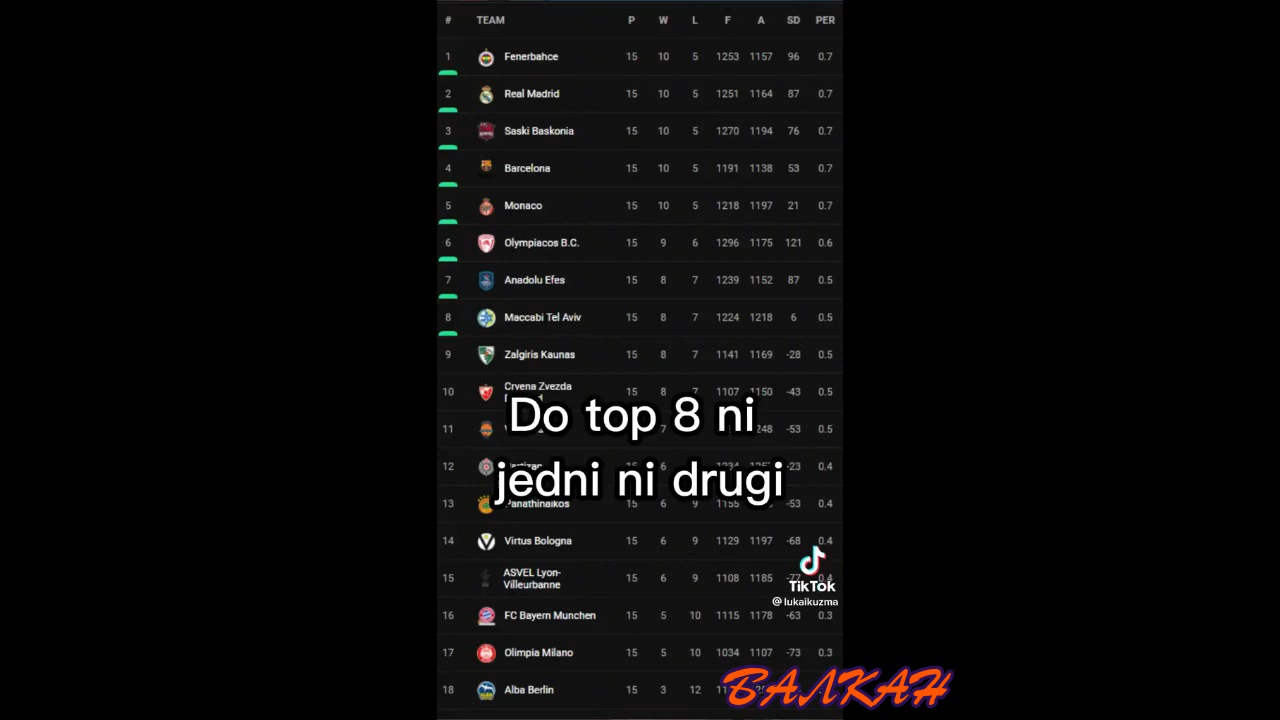 # TEAM P W L F A SD PER
1 Fenerbahce 15 10 5 1253 1157 96 0.7
2 Real Madrid 15 10 5 1251 1164 87 0.7
3 Saski Baskonia 15 10 5 1270 1194 76 0.7
4 Barcelona 15 10 5 1191 1138 53 0.7
5 Monaco 15 10 5 1218 1197 21 0.7
6 Olympiacos B.C. 15 9 6 1296 1175 121 0.6
7 Anadolu Efes 15 8 7 1239 1152 87 0.5
8 Maccabi Tel Aviv 15 8 7 1224 1218 6 0.5
9 Zalgiris Kaunas 15 8 7 1141 1169 -28 0.5
10 Crvena Zvezda 15 8 7 1107 1150 -43 0.5
Do top 8 ni
11 -53 0.5
12 -23 0.4
jedni ni drugi
13 Panathinaikos 15 6 9 1155 -53 0.4
14 Virtus Bologna 15 6 9 1129 1197 -68 0.4
15 ASVEL Lyon-
Villeurbanne 15 6 9 1108 1185 0.4
TikTok
@lukaikuzma
16 FC Bayern Munchen 15 5 10 1115 1178 -63 0.3
17 Olimpia Milano 15 5 10 1034 1107 -73 0.3
18 Alba Berlin 15 3 12
ВАЛКАН